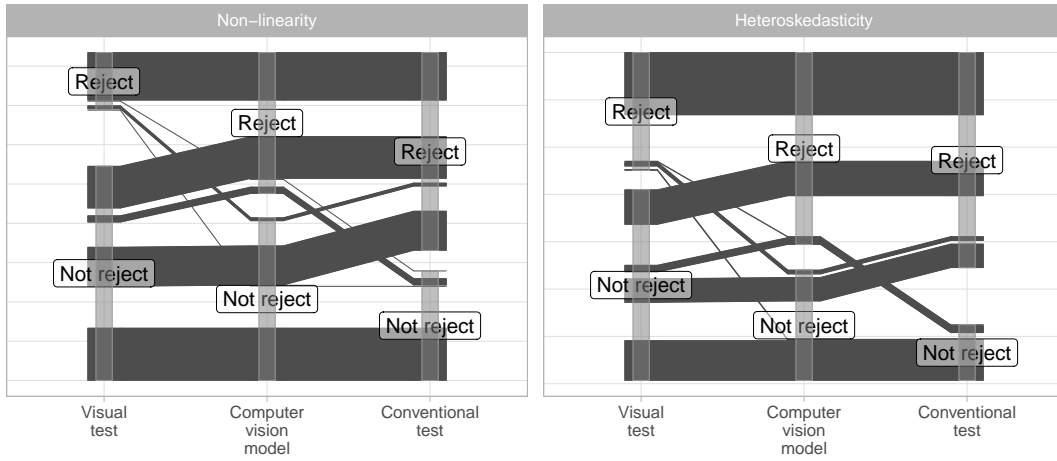 Non−linearity
Heteroskedasticity
Reject
Reject
Reject
Not reject
Not reject
Not reject
Reject
Reject
Reject
Not reject
Not reject
Not reject
Visual
test
Computer
vision
model
Conventional
test
Visual
test
Computer
vision
model
Conventional
test